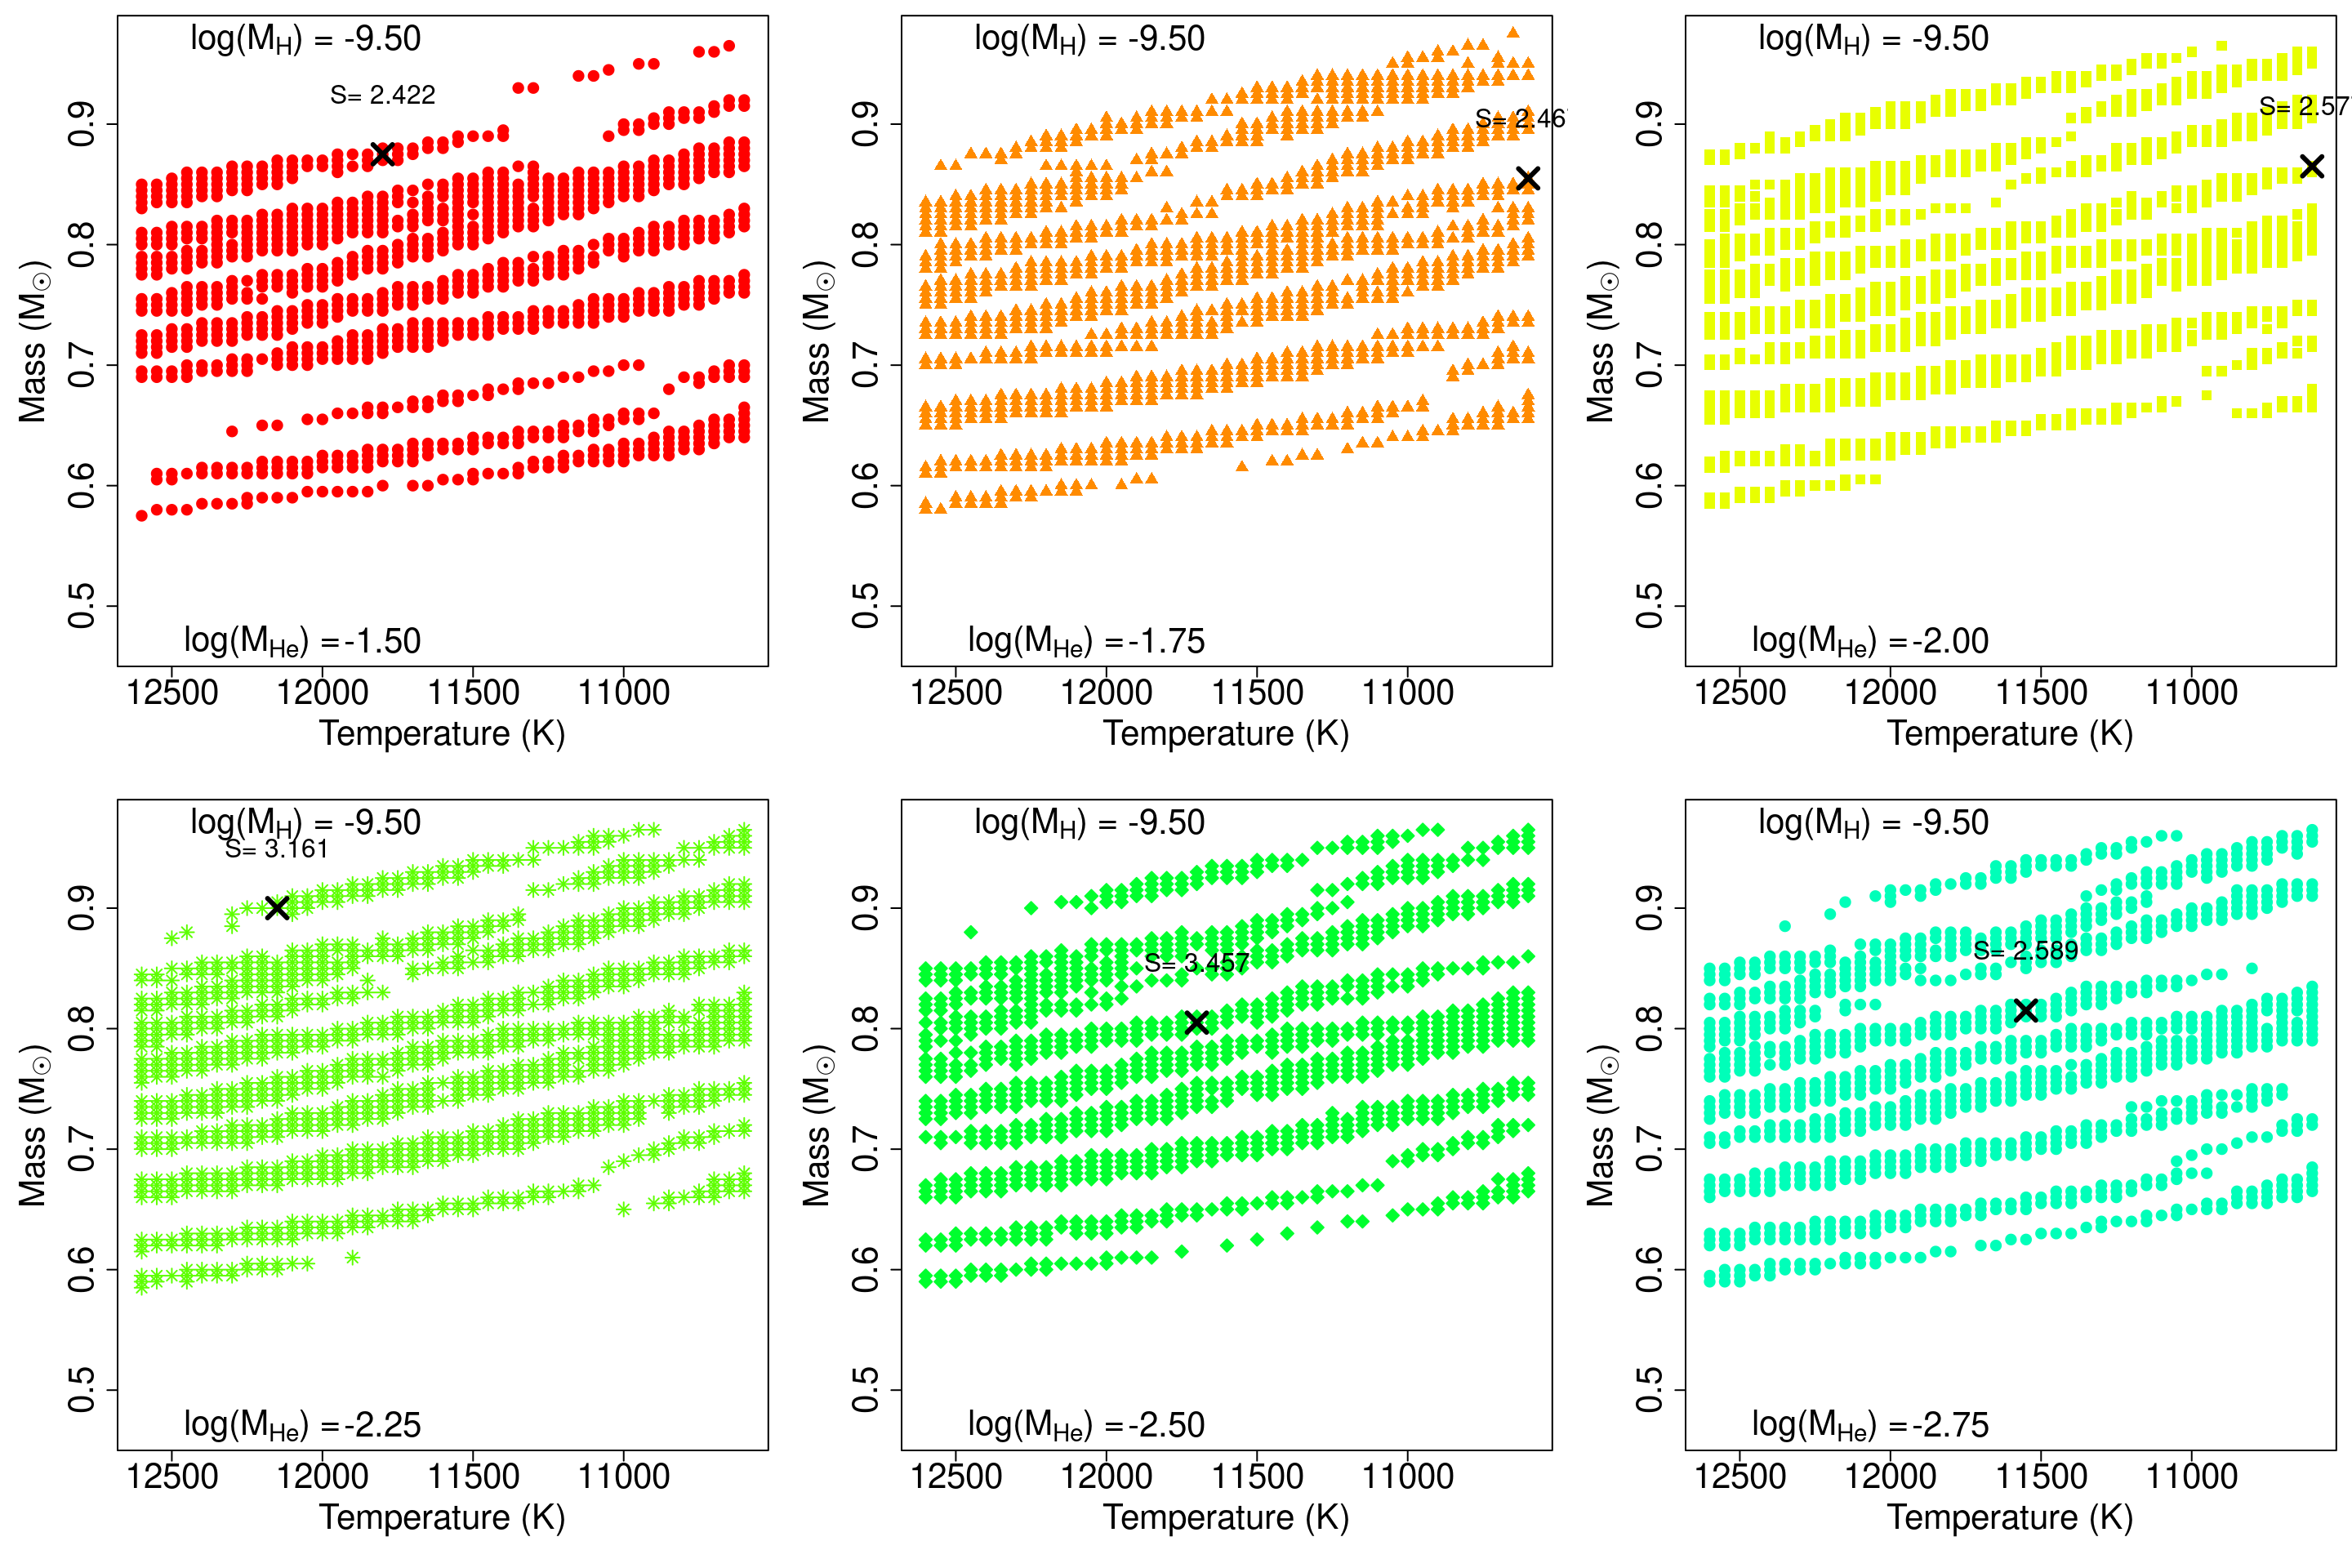 log(M_H) = -9.50
S= 2.422
0.9
0.8
0.7
0.6
0.5
Mass (M☉)
log(M_He) =-1.50
12500 12000 11500 11000
Temperature (K)
log(M_H) = -9.50
S= 2.46
0.9
0.8
0.7
0.6
0.5
Mass (M☉)
log(M_He) =-1.75
12500 12000 11500 11000
Temperature (K)
log(M_H) = -9.50
S= 2.57
0.9
0.8
0.7
0.6
0.5
Mass (M☉)
log(M_He) =-2.00
12500 12000 11500 11000
Temperature (K)
log(M_H) = -9.50
S= 3.161
0.9
0.8
0.7
0.6
0.5
Mass (M☉)
log(M_He) =-2.25
12500 12000 11500 11000
Temperature (K)
log(M_H) = -9.50
S= 3.457
0.9
0.8
0.7
0.6
0.5
Mass (M☉)
log(M_He) =-2.50
12500 12000 11500 11000
Temperature (K)
log(M_H) = -9.50
S= 2.589
0.9
0.8
0.7
0.6
0.5
Mass (M☉)
log(M_He) =-2.75
12500 12000 11500 11000
Temperature (K)